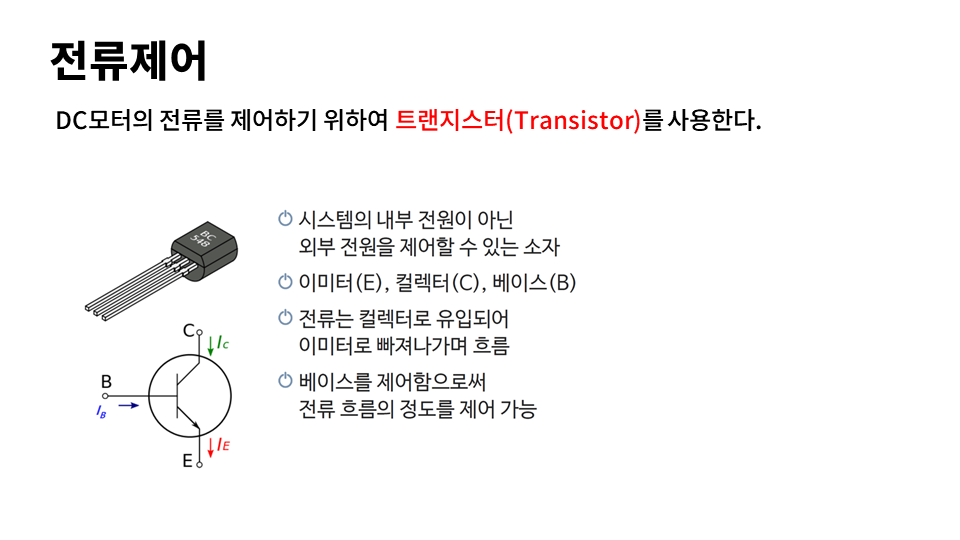 전류제어
DC모터의 전류를 제어하기 위하여 트랜지스터(Transistor)를 사용한다.
BC
548
시스템의 내부 전원이 아닌
외부 전원을 제어할 수 있는 소자
이미터(E), 컬렉터(C), 베이스(B)
전류는 컬렉터로 유입되어
이미터로 빠져나가며 흐름
베이스를 제어함으로써
전류 흐름의 정도를 제어 가능
C
IC
B
IB
IE
E